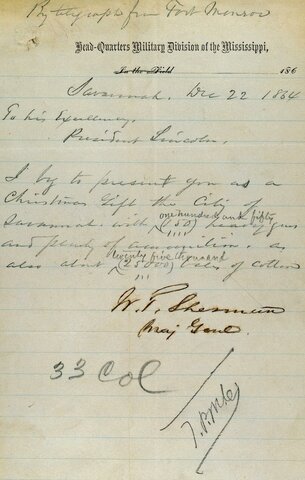 By telegraph from Fort Monroe
Head-Quarters Military Division of the Mississippi,
In the Field 186
Savannah, Dec 22 1864
To his Excellency,
President Lincoln.
I beg to present you as a
Christmas Gift the City of
one hundred and fifty
Savannah with (150) heavy guns
and plenty of ammunition. as
twenty five thousand
also about (25000) bales of cotton
W. T. Sherman
Maj Genl.
33 Col